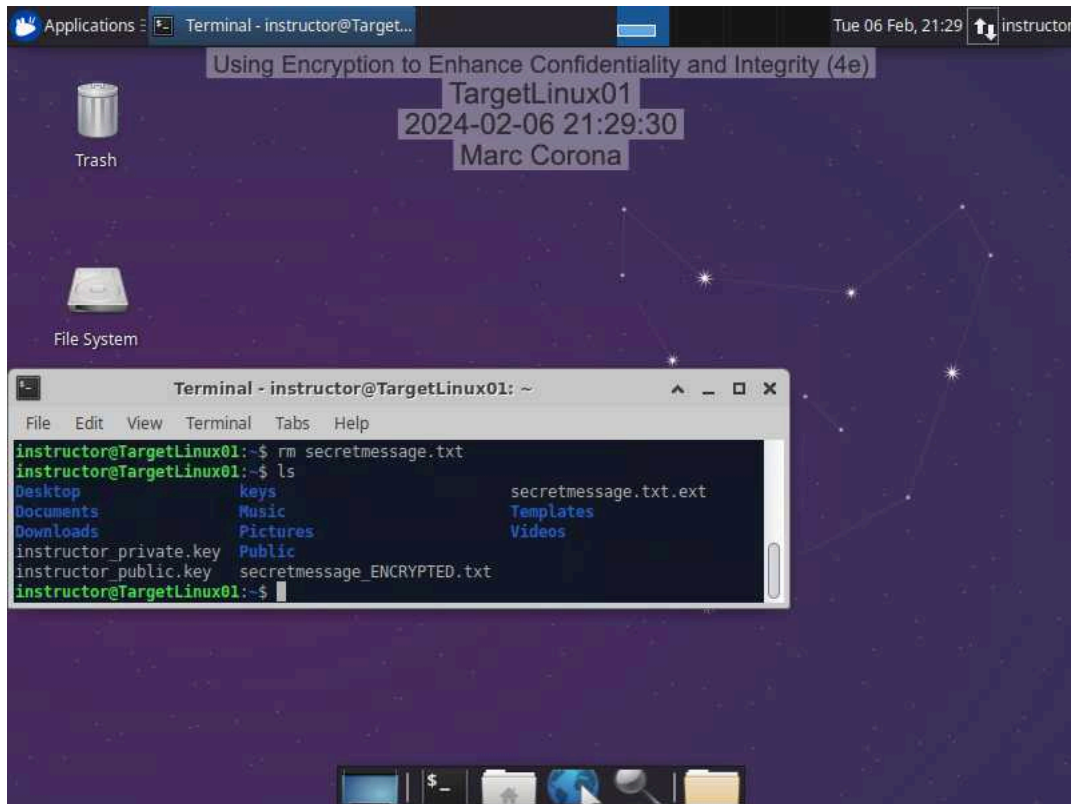 Applications Terminal - instructor@Target... Tue 06 Feb, 21:29 instructor
Using Encryption to Enhance Confidentiality and Integrity (4e)
TargetLinux01
2024-02-06 21:29:30
Marc Corona
Trash
File System
Terminal - instructor@TargetLinux01: ~
File Edit View Terminal Tabs Help
instructor@TargetLinux01:~$ rm secretmessage.txt
instructor@TargetLinux01:~$ ls
Desktop keys secretmessage.txt.ext
Documents Music Templates
Downloads Pictures Videos
instructor_private.key Public
instructor_public.key secretmessage_ENCRYPTED.txt
instructor@TargetLinux01:~$
$_